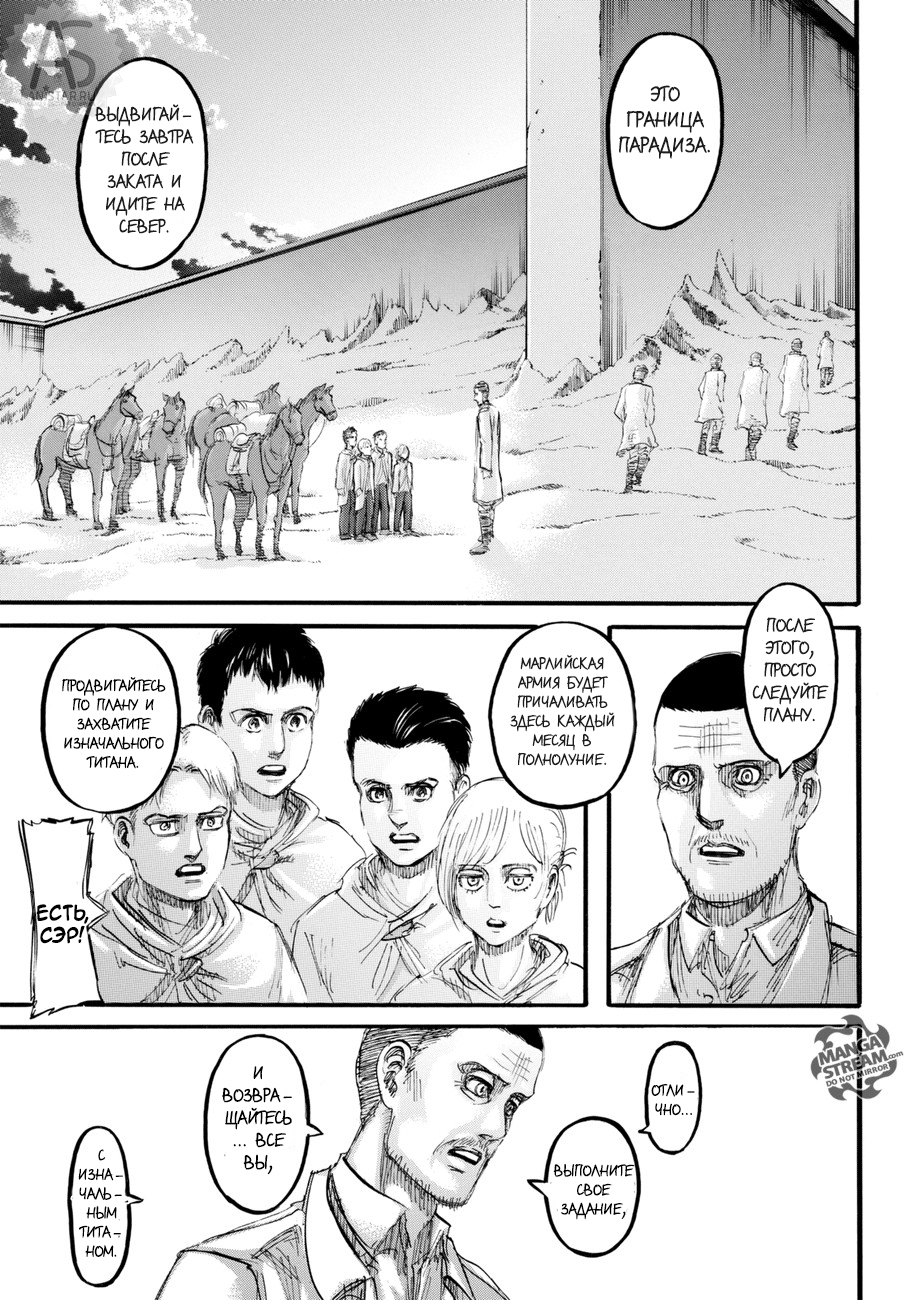 ЭТО
ГРАНИЦА
ПАРАДИЗА.
ВЫДВИГАЙ-
ТЕСЬ ЗАВТРА
ПОСЛЕ
ЗАКАТА И
ИДИТЕ НА
СЕВЕР.
ПОСЛЕ
ЭТОГО,
ПРОСТО
СЛЕДУЙТЕ
ПЛАНУ.
МАРЛИЙСКАЯ
АРМИЯ БУДЕТ
ПРИЧАЛИВАТЬ
ЗДЕСЬ КАЖДЫЙ
МЕСЯЦ В
ПОЛНОЛУНИЕ.
ПРОДВИГАЙТЕСЬ
ПО ПЛАНУ И
ЗАХВАТИТЕ
ИЗНАЧАЛЬНОГО
ТИТАНА.
ЕСТЬ,
СЭР!
ОТЛИ-
ЧНО...
ВЫПОЛНИТЕ
СВОЕ
ЗАДАНИЕ,
И
ВОЗВРА-
ЩАЙТЕСЬ
... ВСЕ
ВЫ,
С
ИЗНА-
ЧАЛЬ-
НЫМ
ТИТА-
НОМ.
MANGA
STREAM.com
DO NOT MIRROR!